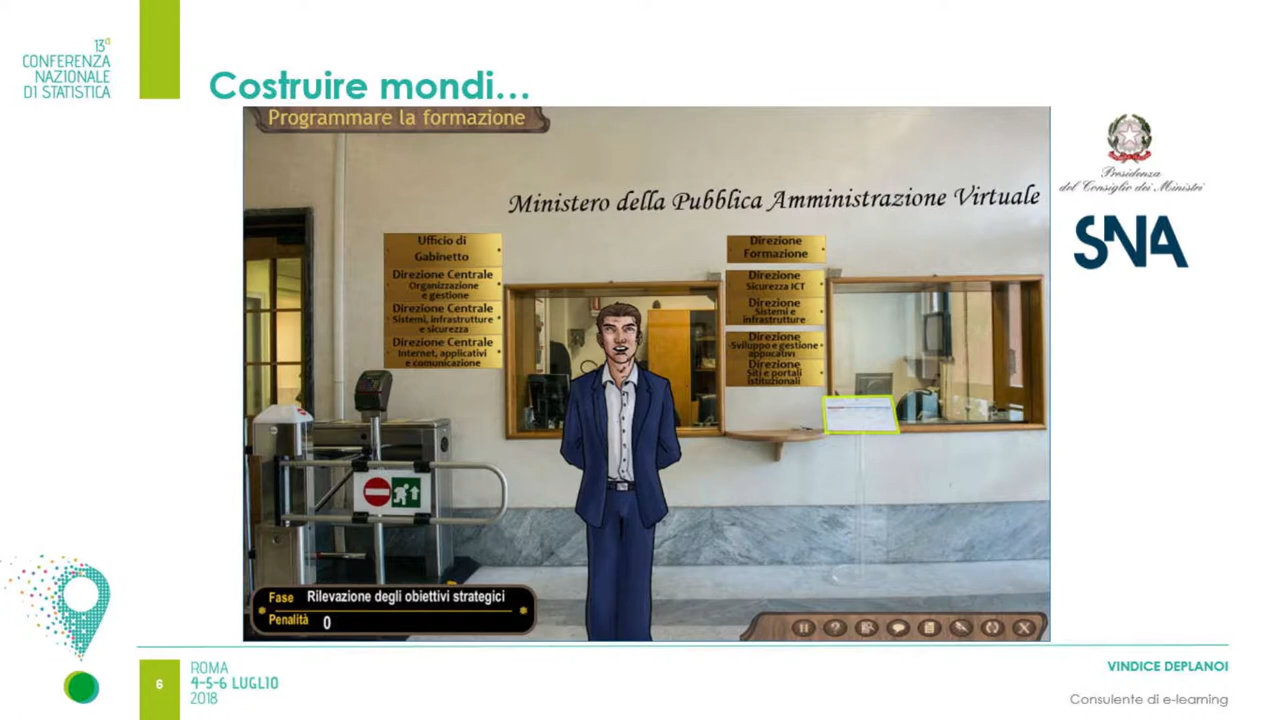 13ª
CONFERENZA
NAZIONALE
DI STATISTICA
Costruire mondi...
Programmare la formazione
Ministero della Pubblica Amministrazione Virtuale
Ufficio di
Gabinetto
Direzione Centrale
Organizzazione
e gestione
Direzione Centrale
Sistemi, infrastrutture
e sicurezza
Direzione Centrale
Internet, applicativi
e comunicazione
Direzione
Formazione
Direzione
Sicurezza ICT
Direzione
Sistemi e
infrastrutture
Direzione
Sviluppo e gestione
applicativi
Direzione
Siti e portali
istituzionali
Presidenza
del Consiglio dei Ministri
SNA
Fase Rilevazione degli obiettivi strategici
Penalità 0
6
ROMA
4-5-6 LUGLIO
2018
VINDICE DEPLANOI
Consulente di e-learning